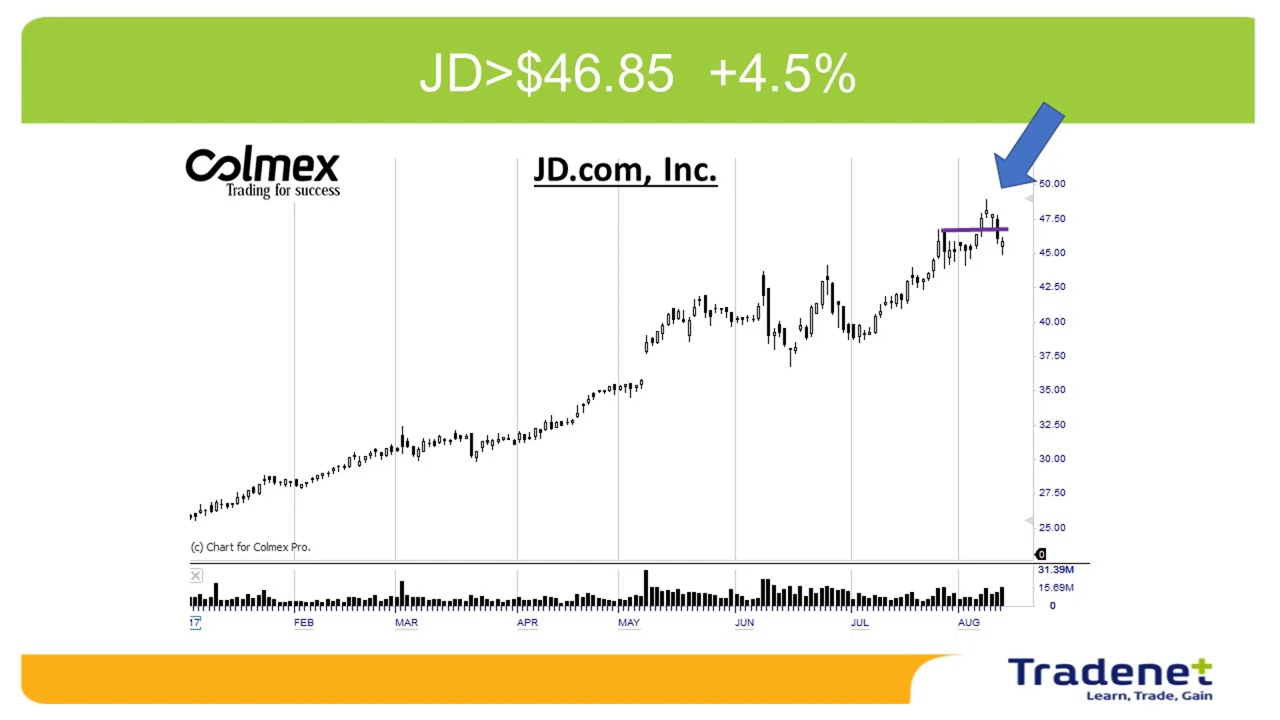 JD>$46.85 +4.5%
Colmex
Trading for success
JD.com, Inc.
50.00
47.50
45.00
42.50
40.00
37.50
35.00
32.50
30.00
27.50
25.00
(c) Chart for Colmex Pro.
0
31.39M
15.69M
0
17 FEB MAR APR MAY JUN JUL AUG
Tradenet
Learn, Trade, Gain